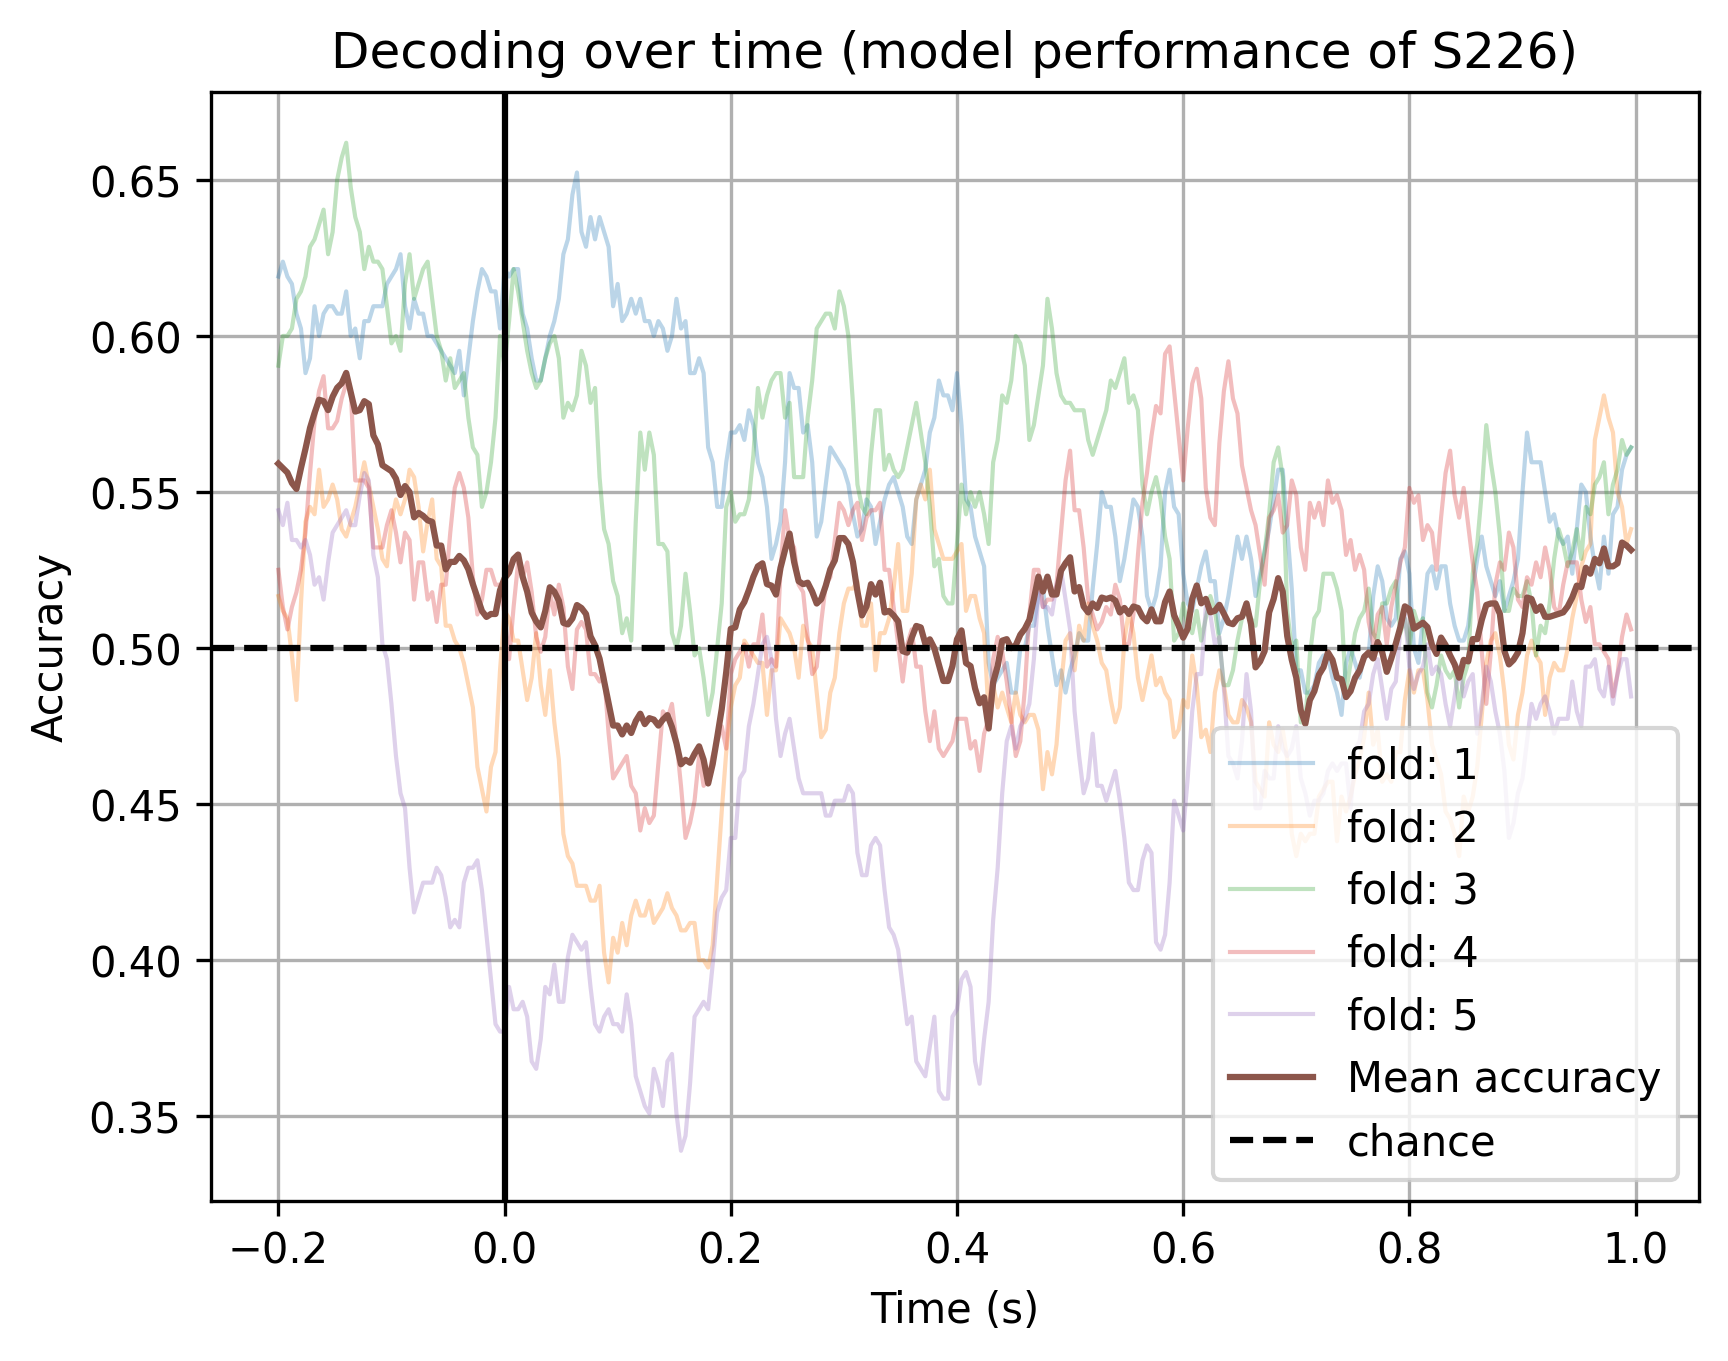 Decoding over time (model performance of S226)
Accuracy
0.65
0.60
0.55
0.50
0.45
0.40
0.35
−0.2
0.0
0.2
0.4
0.6
0.8
1.0
Time (s)
fold: 1
fold: 2
fold: 3
fold: 4
fold: 5
Mean accuracy
chance